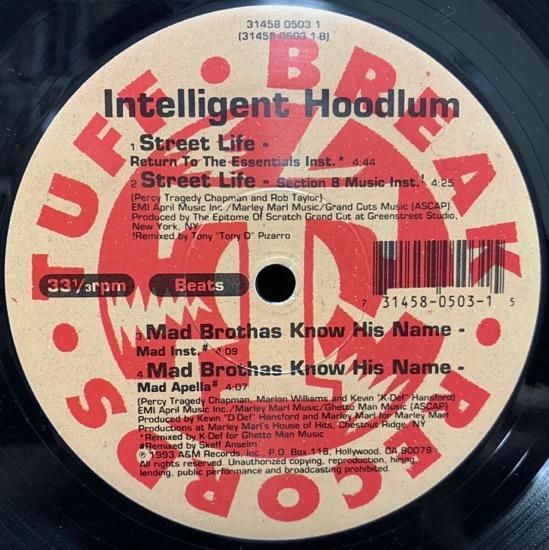 31458 0503 1
(31458 0503 1-B)
TUFF • BREAK • RECORDS •
Intelligent Hoodlum
1 Street Life -
Return To The Essentials Inst.* 4:44
2 Street Life - Section 8 Music Inst.! 4:25
(Percy Tragedy Chapman and Rob Taylor)
EMI April Music Inc./Marley Marl Music/Grand Cuts Music (ASCAP)
Produced by The Epitome Of Scratch Grand Cut at Greenstreet Studio,
New York, NY
!Remixed by Tony "Tony D" Pizarro
33 1/3 rpm
Beats
7 31458-0503-1 5
3 Mad Brothas Know His Name -
Mad Inst.# 4:09
4 Mad Brothas Know His Name -
Mad Apella# 4:07
(Percy Tragedy Chapman, Marlon Williams and Kevin "K-Def" Hansford)
EMI April Music Inc./Marley Marl Music/Ghetto Man Music (ASCAP)
Produced by Kevin "D-Def" Hansford and Marley Marl for Marley Marl
Productions at Marley Marl's House of Hits, Chestnut Ridge, NY
*Remixed by K-Def for Ghetto Man Music
#Remixed by Skeff Anselm
℗ 1993 A&M Records, Inc., P.O. Box 118, Hollywood, CA 90078
All rights reserved. Unauthorized copying, reproduction, hiring,
lending, public performance and broadcasting prohibited.